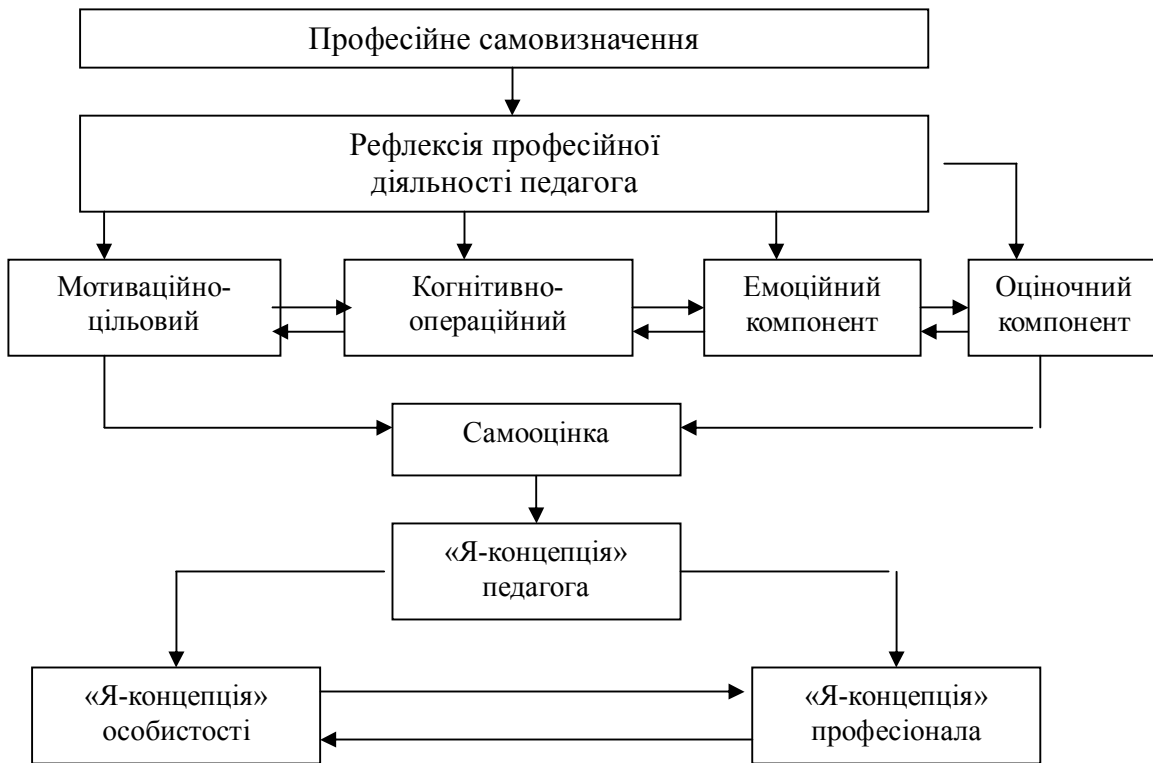 Професійне самовизначення
Рефлексія професійної
діяльності педагога
Мотиваційно-
цільовий
Когнітивно-
операційний
Емоційний
компонент
Оціночний
компонент
Самооцінка
«Я-концепція»
педагога
«Я-концепція»
особистості
«Я-концепція»
професіонала